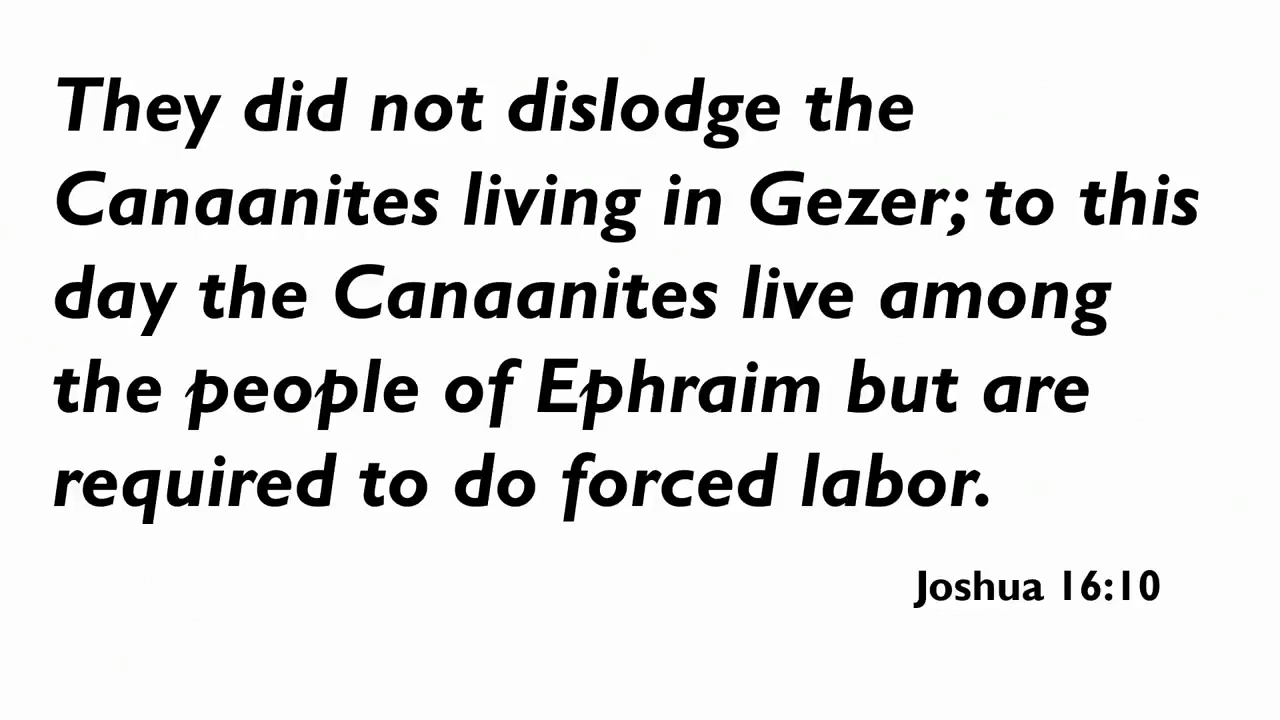 They did not dislodge the
Canaanites living in Gezer; to this
day the Canaanites live among
the people of Ephraim but are
required to do forced labor.
Joshua 16:10